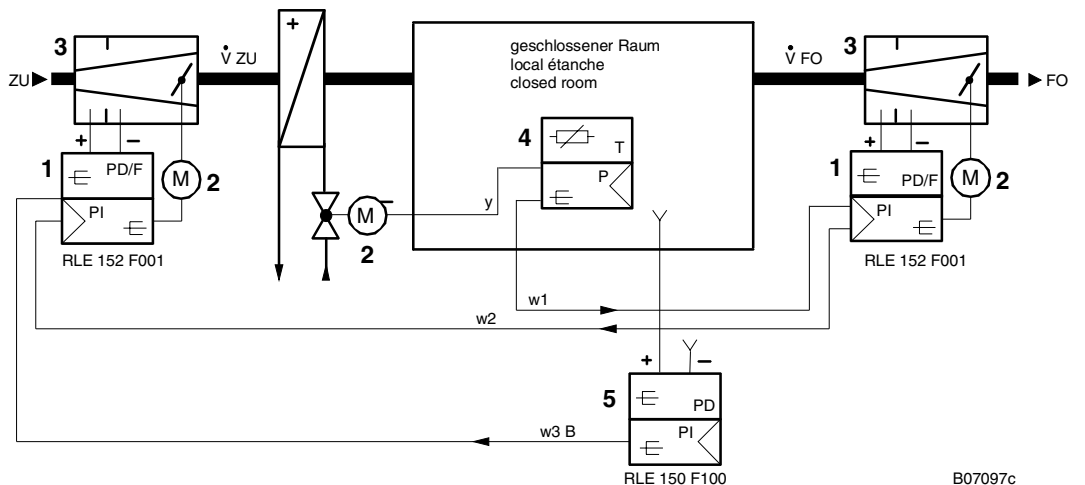 3
V̇ ZU
+
geschlossener Raum
local étanche
closed room
V̇ FO
3
ZU
FO
4
T
P
+ −
1
PD/F
M
2
PI
RLE 152 F001
y
M
2
+ −
1
PD/F
M
2
PI
RLE 152 F001
w1
w2
+ −
5
PD
PI
w3 B
RLE 150 F100
B07097c